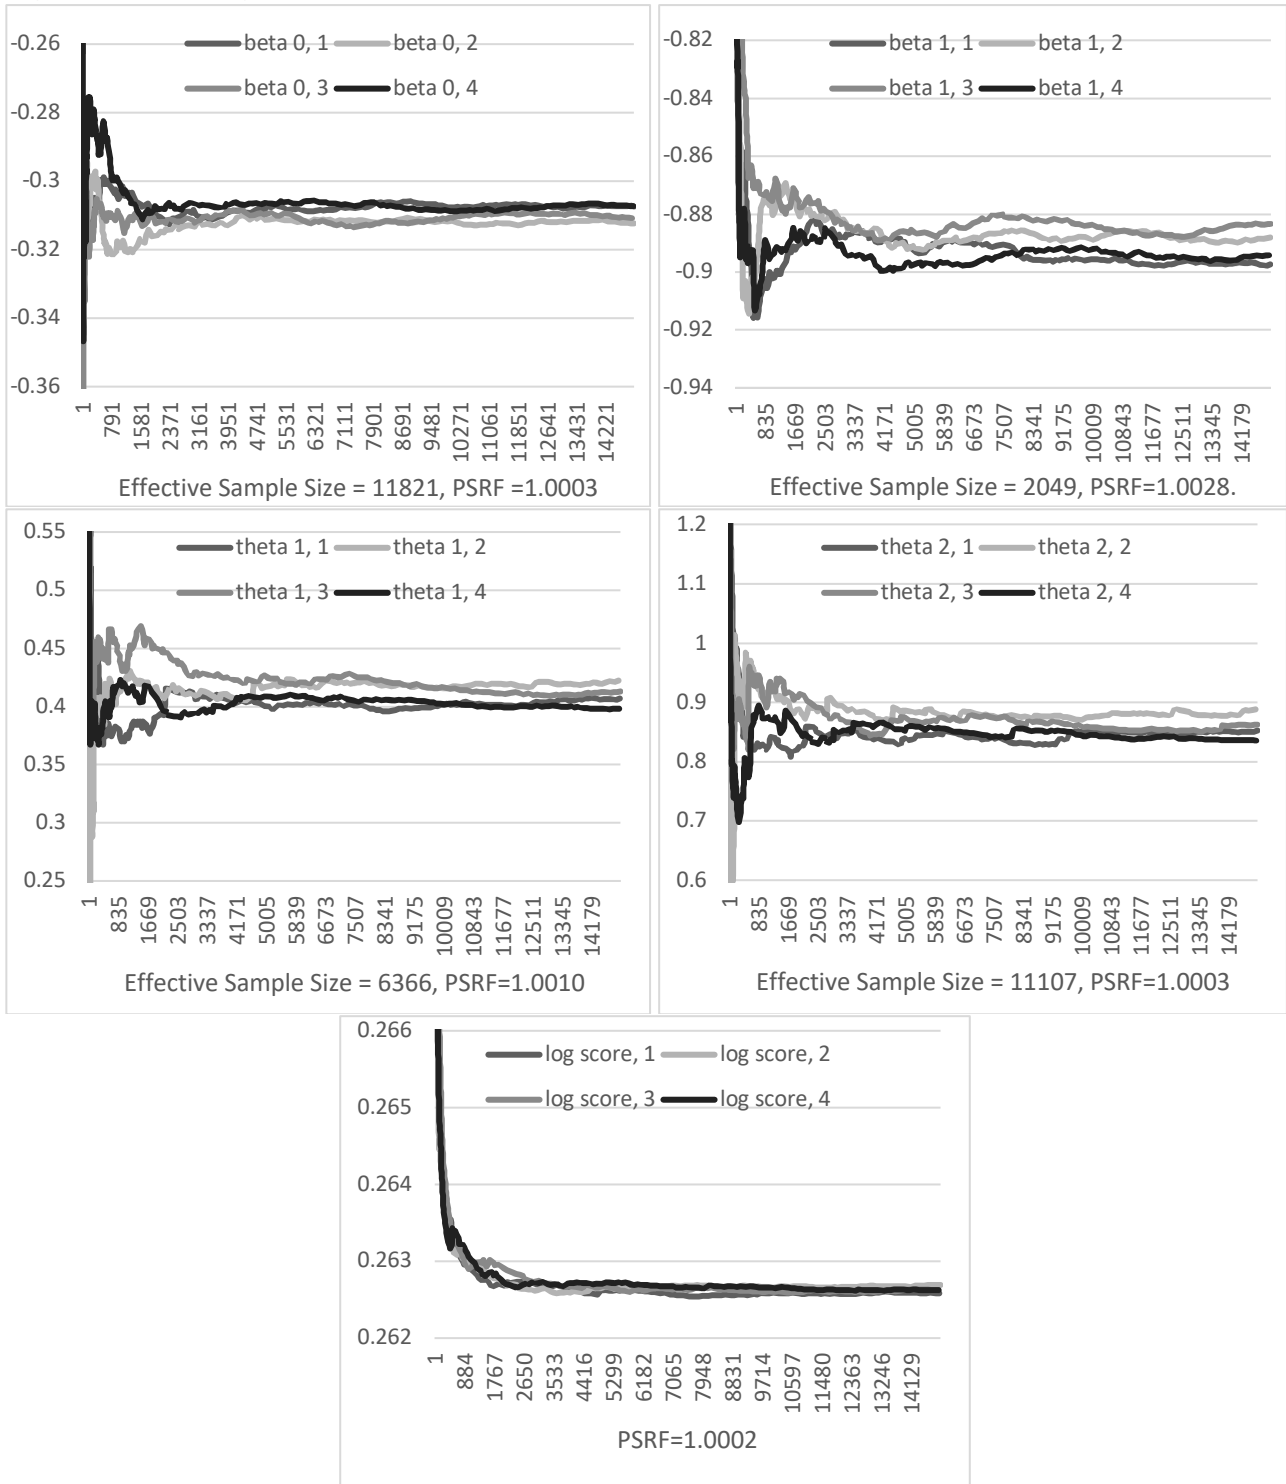 beta 0, 1 beta 0, 2
beta 0, 3 beta 0, 4
-0.26
-0.28
-0.3
-0.32
-0.34
-0.36
1 791 1581 2371 3161 3951 4741 5531 6321 7111 7901 8691 9481 10271 11061 11851 12641 13431 14221
Effective Sample Size = 11821, PSRF =1.0003
beta 1, 1 beta 1, 2
beta 1, 3 beta 1, 4
-0.82
-0.84
-0.86
-0.88
-0.9
-0.92
-0.94
1 835 1669 2503 3337 4171 5005 5839 6673 7507 8341 9175 10009 10843 11677 12511 13345 14179
Effective Sample Size = 2049, PSRF=1.0028.
theta 1, 1 theta 1, 2
theta 1, 3 theta 1, 4
0.55
0.5
0.45
0.4
0.35
0.3
0.25
1 835 1669 2503 3337 4171 5005 5839 6673 7507 8341 9175 10009 10843 11677 12511 13345 14179
Effective Sample Size = 6366, PSRF=1.0010
theta 2, 1 theta 2, 2
theta 2, 3 theta 2, 4
1.2
1.1
1
0.9
0.8
0.7
0.6
1 835 1669 2503 3337 4171 5005 5839 6673 7507 8341 9175 10009 10843 11677 12511 13345 14179
Effective Sample Size = 11107, PSRF=1.0003
log score, 1 log score, 2
log score, 3 log score, 4
0.266
0.265
0.264
0.263
0.262
1 884 1767 2650 3533 4416 5299 6182 7065 7948 8831 9714 10597 11480 12363 13246 14129
PSRF=1.0002